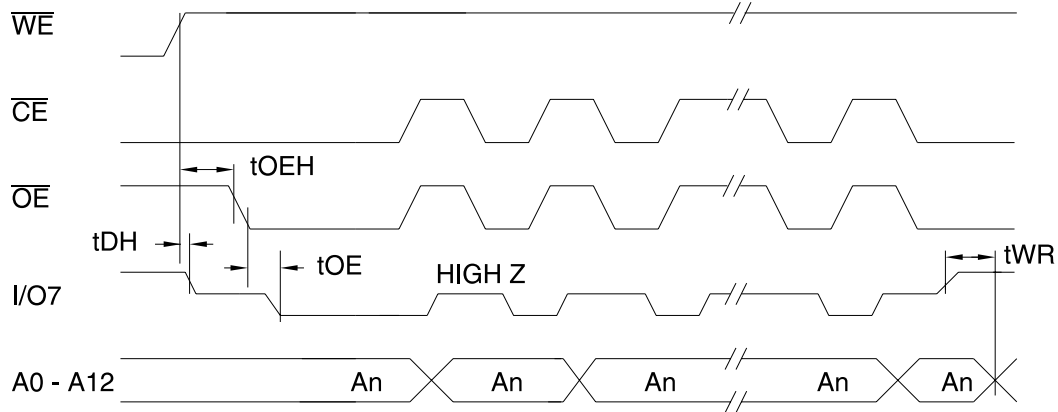 WE
CE
tOEH
OE
tDH
tOE
tWR
HIGH Z
I/O7
A0 - A12 An An An An An